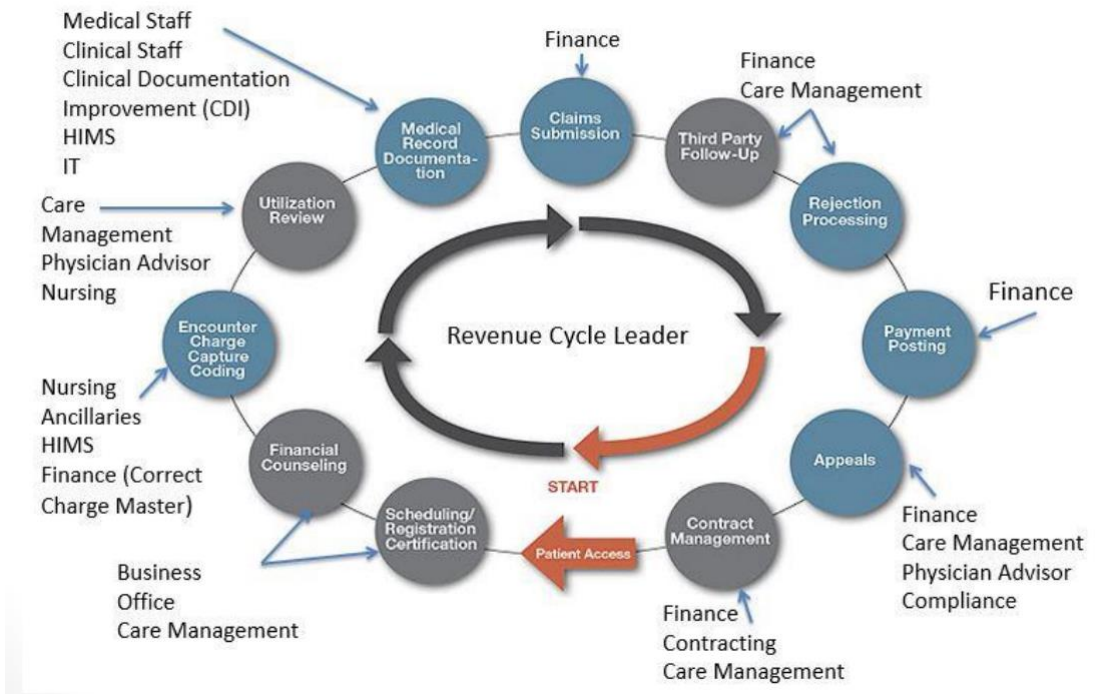 Medical Staff
Clinical Staff
Clinical Documentation
Improvement (CDI)
HIMS
IT
Finance
Finance
Care Management
Medical
Record
Documenta-
tion
Claims
Submission
Third Party
Follow-Up
Care
Management
Physician Advisor
Nursing
Utilization
Review
Rejection
Processing
Encounter
Charge
Capture
Coding
Revenue Cycle Leader
Payment
Posting
Finance
Nursing
Ancillaries
HIMS
Finance (Correct
Charge Master)
Financial
Counseling
START
Appeals
Finance
Care Management
Physician Advisor
Compliance
Scheduling/
Registration
Certification
Patient Access
Contract
Management
Business
Office
Care Management
Finance
Contracting
Care Management